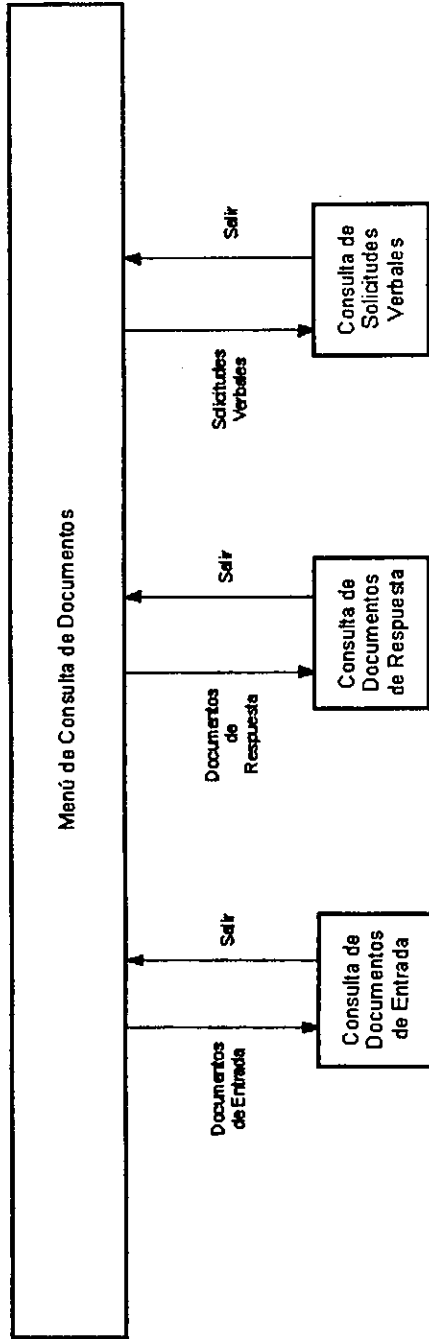 Menú de Consulta de Documentos
Documentos
de Entrada
Salir
Documentos
de
Respuesta
Salir
Solicitudes
Verbales
Salir
Consulta de
Documentos
de Entrada
Consulta de
Documentos
de Respuesta
Consulta de
Solicitudes
Verbales